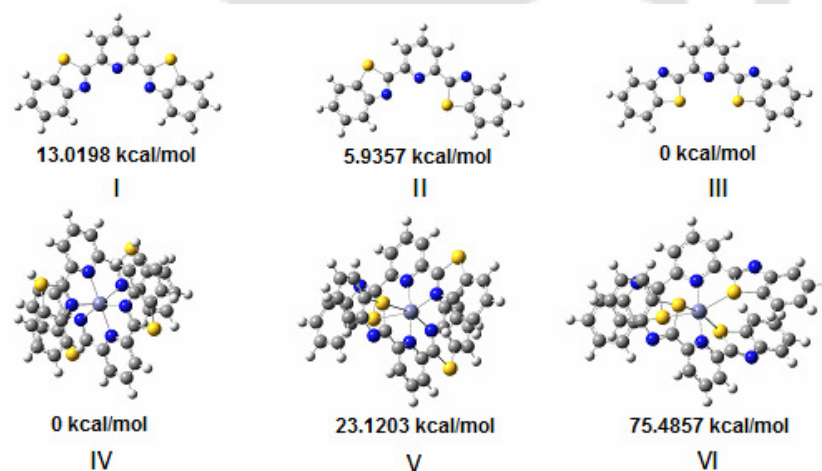 13.0198 kcal/mol 5.9357 kcal/mol 0 kcal/mol
I II III
0 kcal/mol 23.1203 kcal/mol 75.4857 kcal/mol
IV V VI